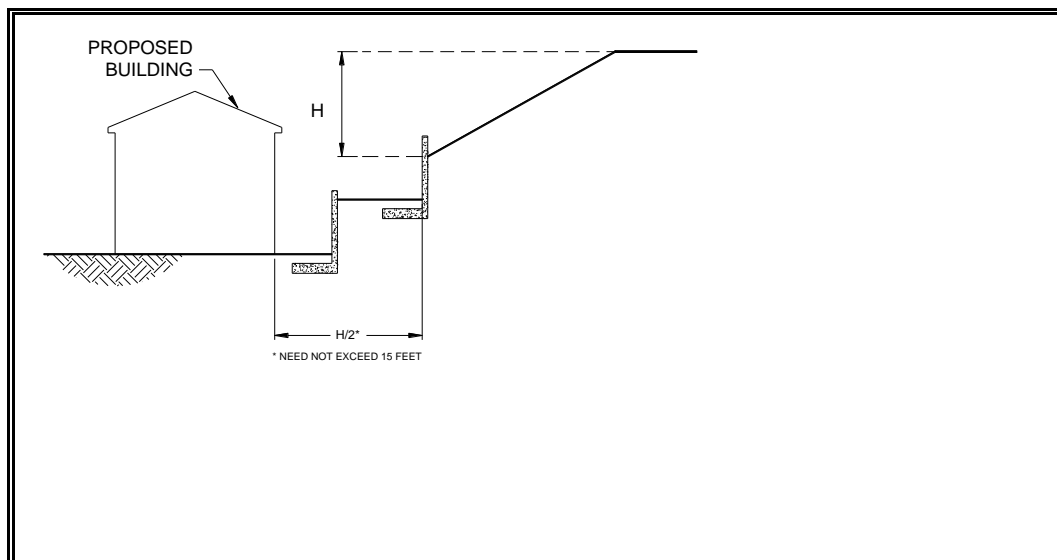 PROPOSED
BUILDING
H
H/2*
* NEED NOT EXCEED 15 FEET